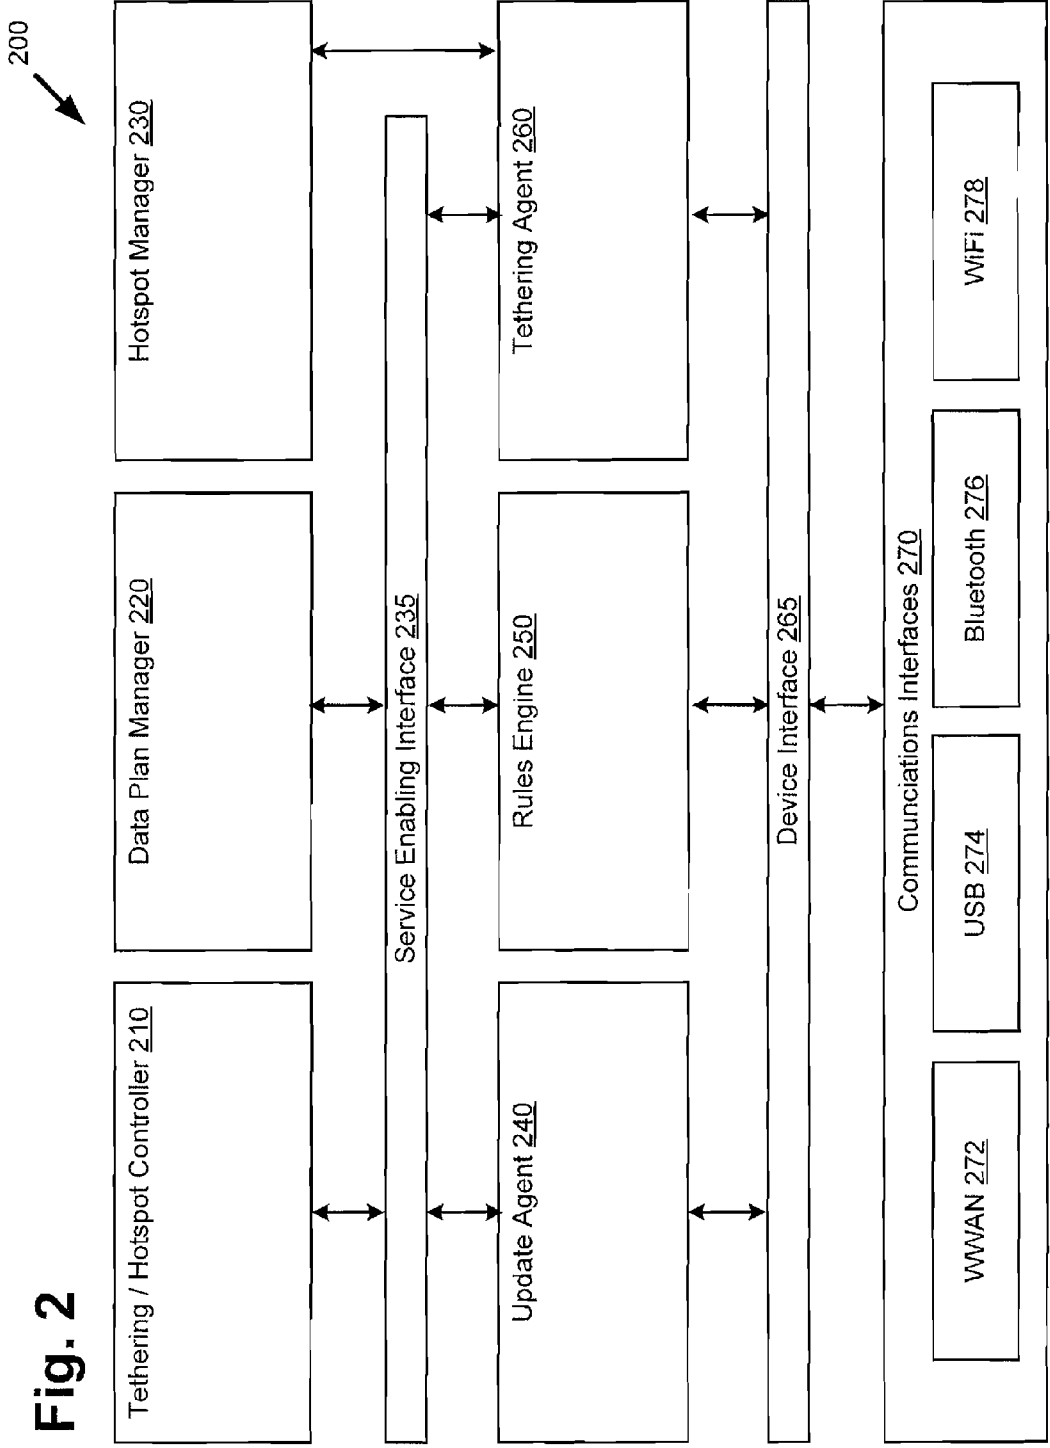 Fig. 2
200
Tethering / Hotspot Controller 210
Data Plan Manager 220
Hotspot Manager 230
Service Enabling Interface 235
Update Agent 240
Rules Engine 250
Tethering Agent 260
Device Interface 265
Communciations Interfaces 270
WWAN 272
USB 274
Bluetooth 276
WiFi 278